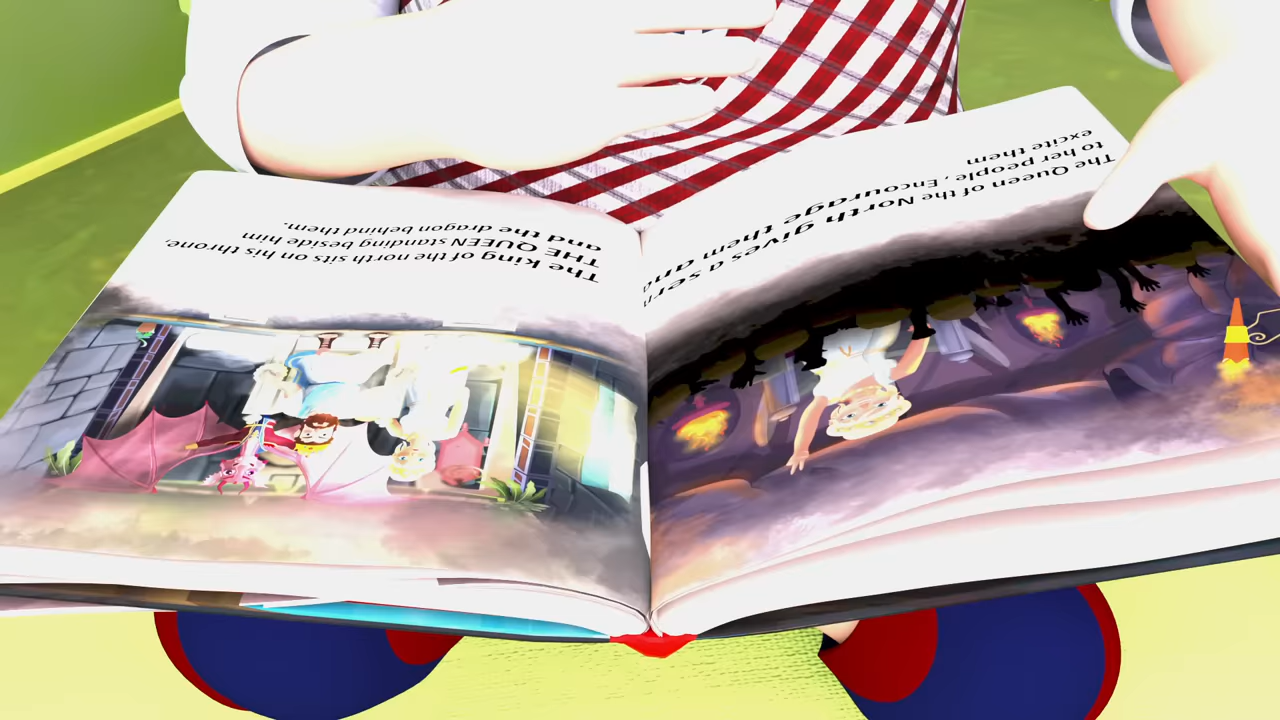 The Queen of the North gives a
to her people , Encourage them and
excite them
The king of the north sits on his throne,
THE QUEEN standing beside him
and the dragon behind them.